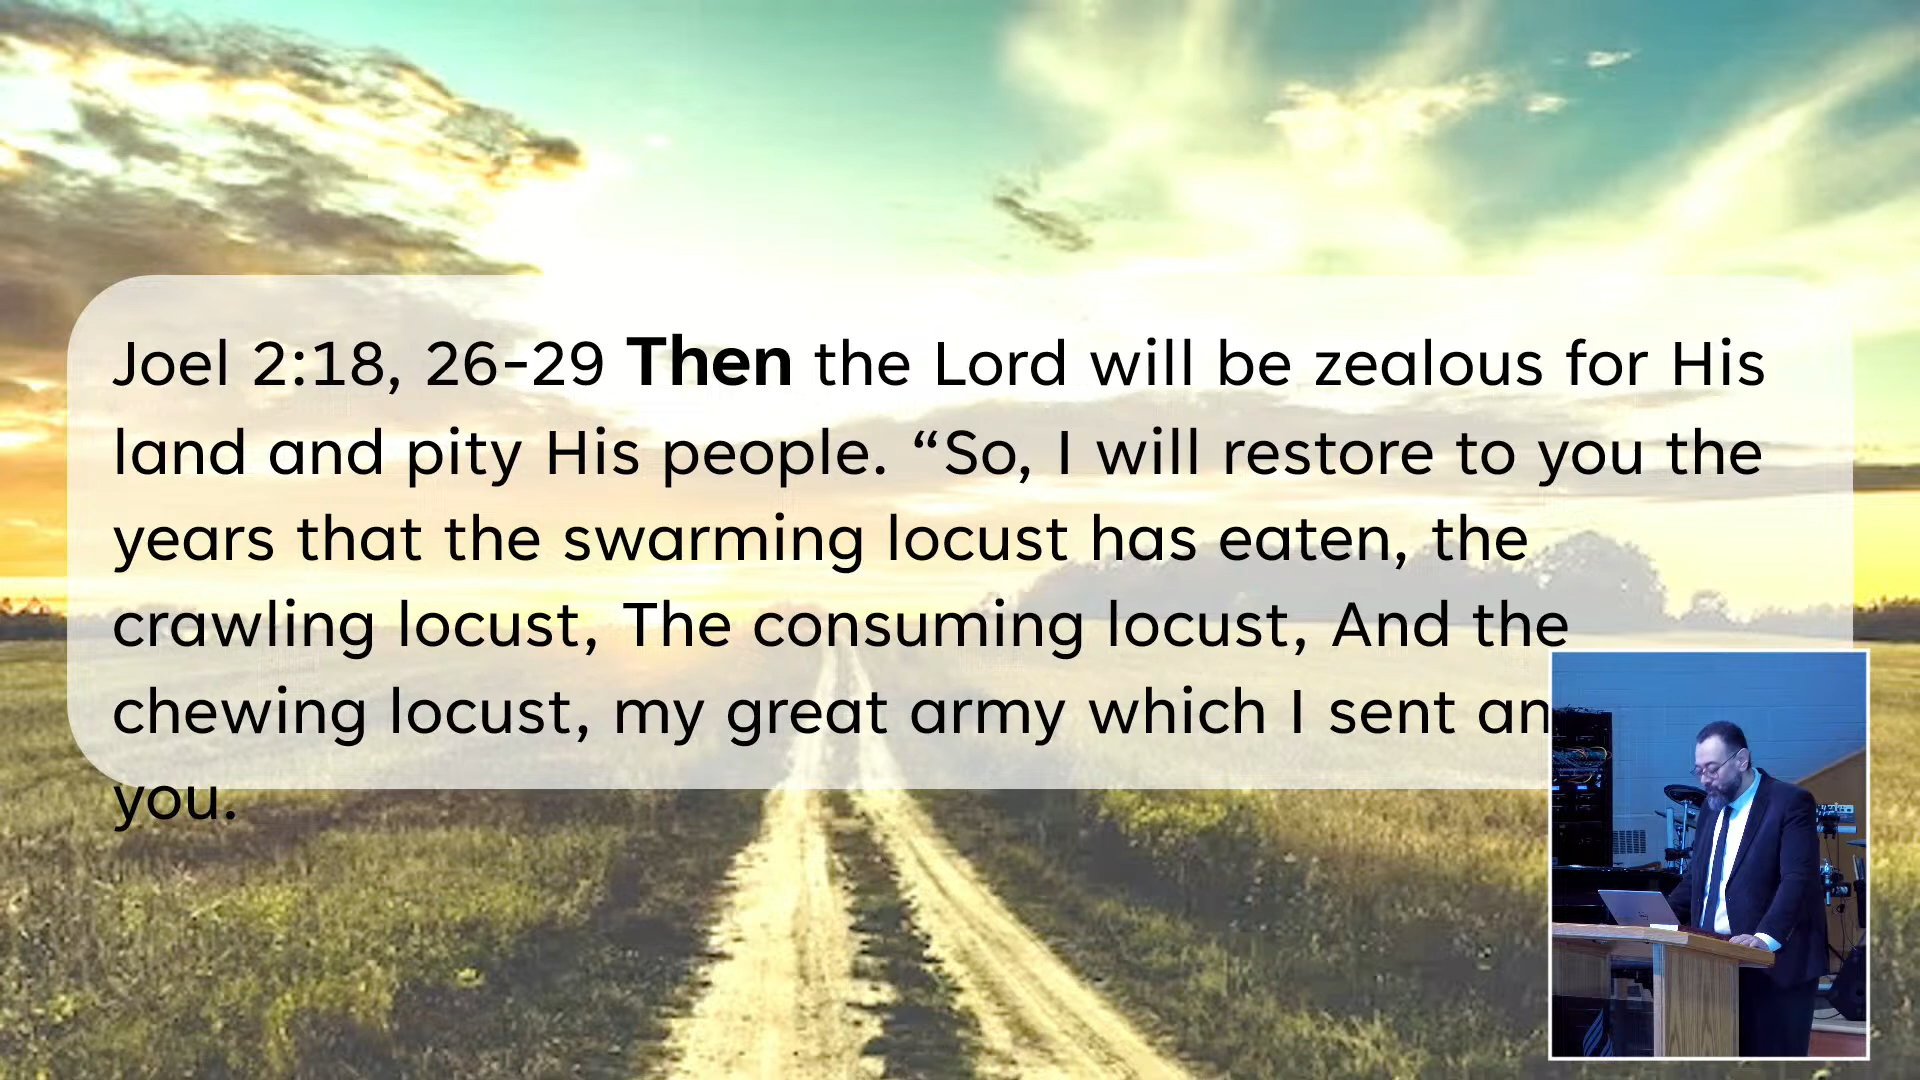 Joel 2:18, 26-29 Then the Lord will be zealous for His
land and pity His people. “So, I will restore to you the
years that the swarming locust has eaten, the
crawling locust, The consuming locust, And the
chewing locust, my great army which I sent
you.